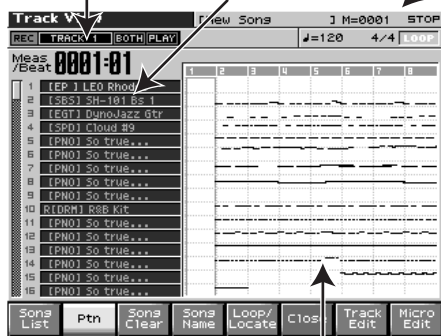 Track V [New Song ] M=0001 STOP
REC TRACK 1 BOTH PLAY ♩=120 4/4 LOOP
Meas /Beat 0001:01
1 2 3 4 5 6 7 8
1 [EP ] LEO Rhod
2 [SBS] SH-101 Bs 1
3 [EGT] DynoJazz Gtr
4 [SPD] Cloud #9
5 [PNO] So true...
6 [PNO] So true...
7 [PNO] So true...
8 [PNO] So true...
9 [PNO] So true...
10 R[DRM] R&B Kit
11 [PNO] So true...
12 [PNO] So true...
13 [PNO] So true...
14 [PNO] So true...
15 [PNO] So true...
16 [PNO] So true...
Song List Ptn Song Clear Song Name Loop/ Locate Close Track Edit Micro Edit